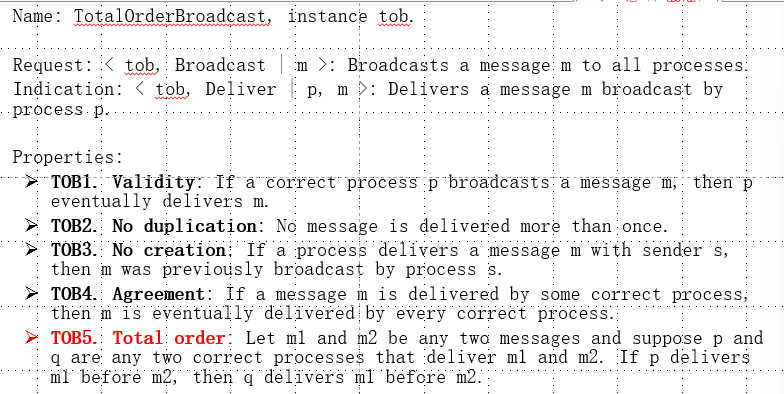 Name: TotalOrderBroadcast, instance tob.
Request: < tob, Broadcast | m >: Broadcasts a message m to all processes.
Indication: < tob, Deliver | p, m >: Delivers a message m broadcast by
process p.
Properties:
➢ TOB1. Validity: If a correct process p broadcasts a message m, then p
eventually delivers m.
➢ TOB2. No duplication: No message is delivered more than once.
➢ TOB3. No creation: If a process delivers a message m with sender s,
then m was previously broadcast by process s.
➢ TOB4. Agreement: If a message m is delivered by some correct process,
then m is eventually delivered by every correct process.
➢ TOB5. Total order: Let m1 and m2 be any two messages and suppose p and
q are any two correct processes that deliver m1 and m2. If p delivers
m1 before m2, then q delivers m1 before m2.